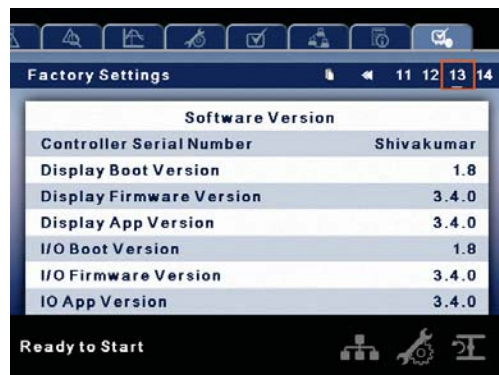 Factory Settings 11 12 13 14
Software Version
Controller Serial Number Shivakumar
Display Boot Version 1.8
Display Firmware Version 3.4.0
Display App Version 3.4.0
I/O Boot Version 1.8
I/O Firmware Version 3.4.0
IO App Version 3.4.0
Ready to Start